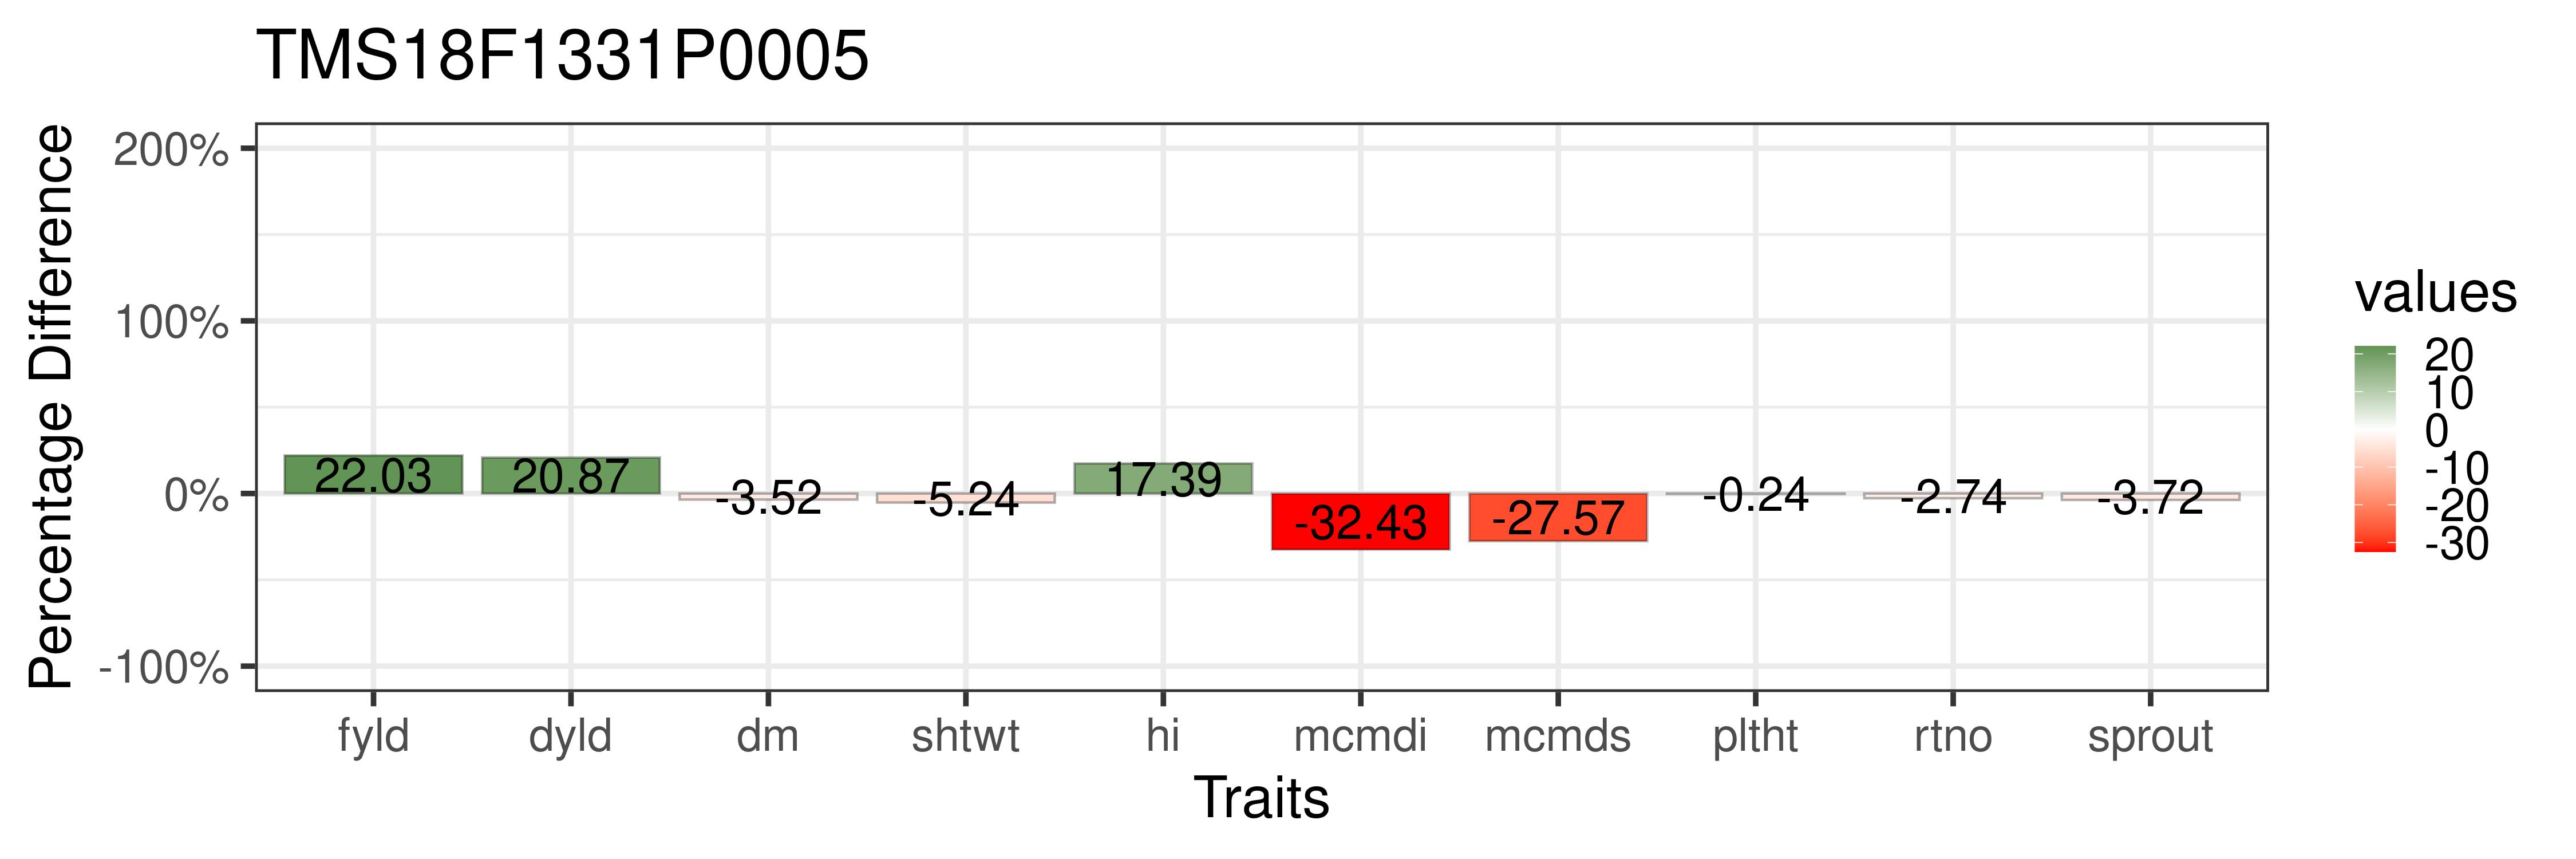 TMS18F1331P0005
Percentage Difference
200%
100%
0%
-100%
22.03
20.87
-3.52
-5.24
17.39
-32.43
-27.57
-0.24
-2.74
-3.72
fyld
dyld
dm
shtwt
hi
mcmdi
mcmds
pltht
rtno
sprout
Traits
values
20
10
0
-10
-20
-30